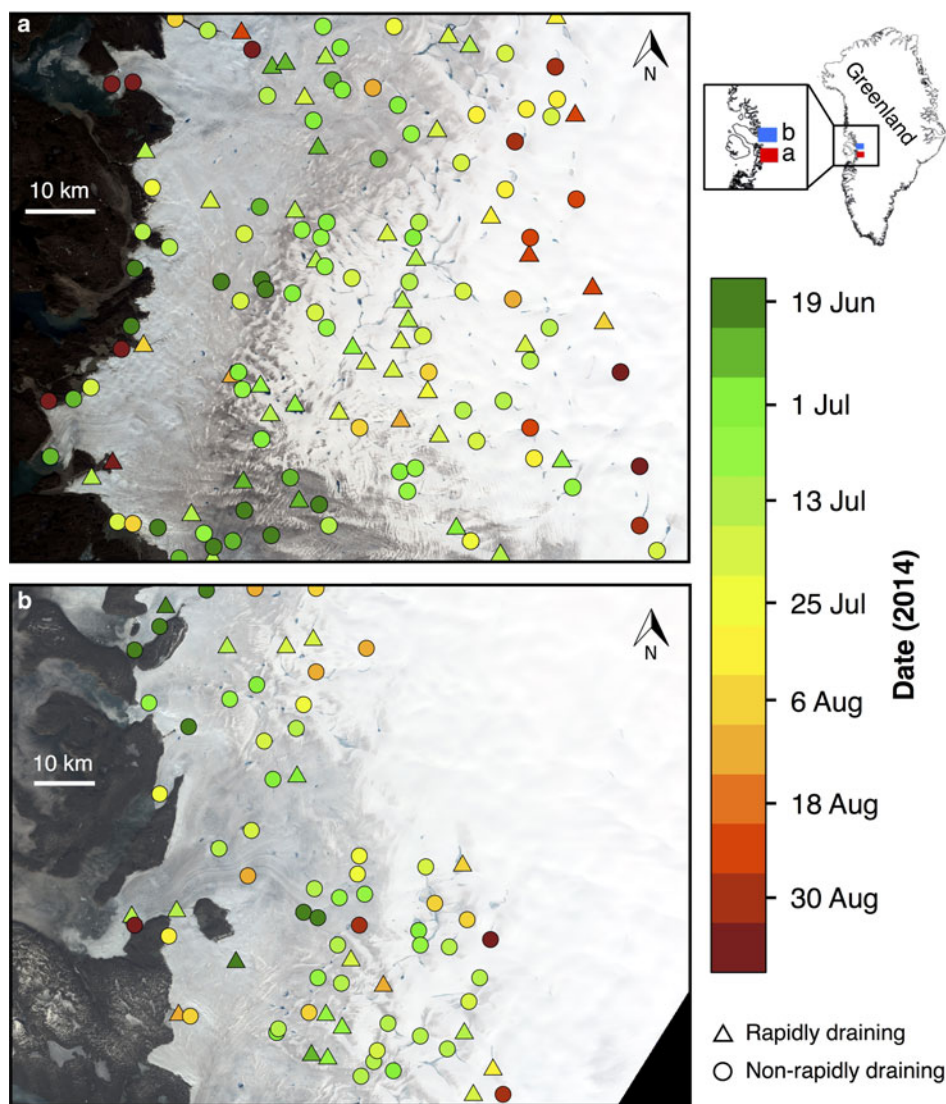 a
N
10 km
Greenland
b
a
19 Jun
1 Jul
13 Jul
25 Jul
6 Aug
18 Aug
30 Aug
Date (2014)
b
N
10 km
Rapidly draining
Non-rapidly draining